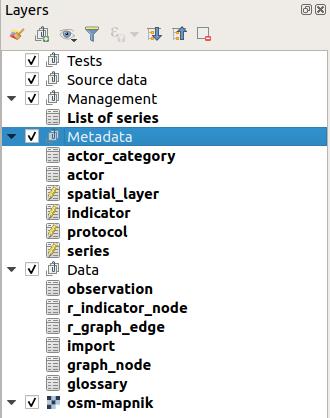 Layers
Tests
Source data
Management
List of series
Metadata
actor_category
actor
spatial_layer
indicator
protocol
series
Data
observation
r_indicator_node
r_graph_edge
import
graph_node
glossary
osm-mapnik